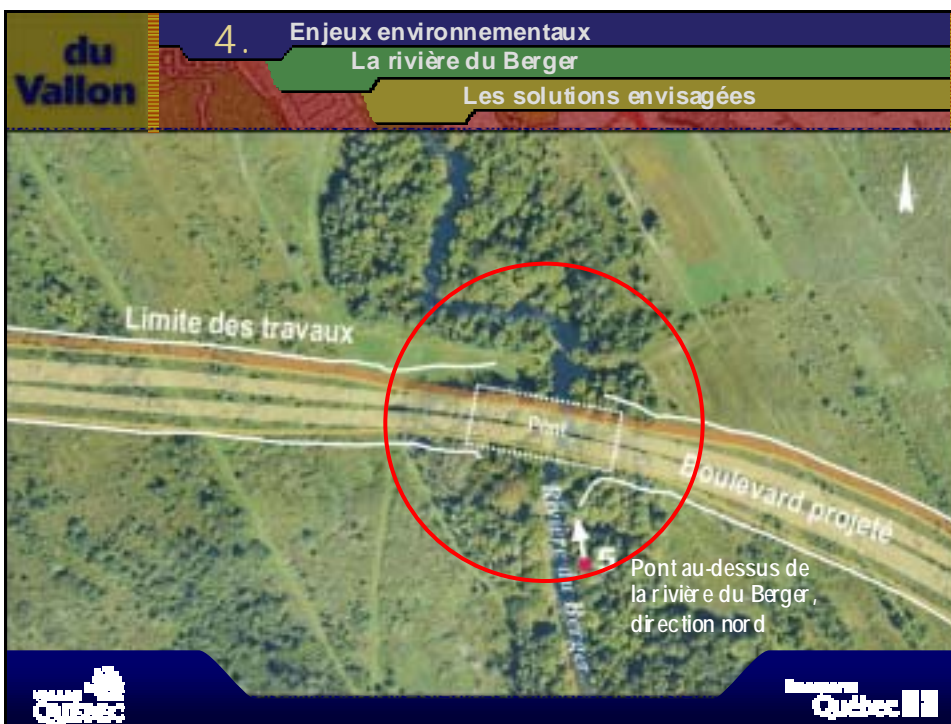 du
Vallon
4.
Enjeux environnementaux
La rivière du Berger
Les solutions envisagées
Limite des travaux
Pont
Boulevard projeté
Rivière du Berger
5
Pont au-dessus de
la rivière du Berger,
direction nord
Québec